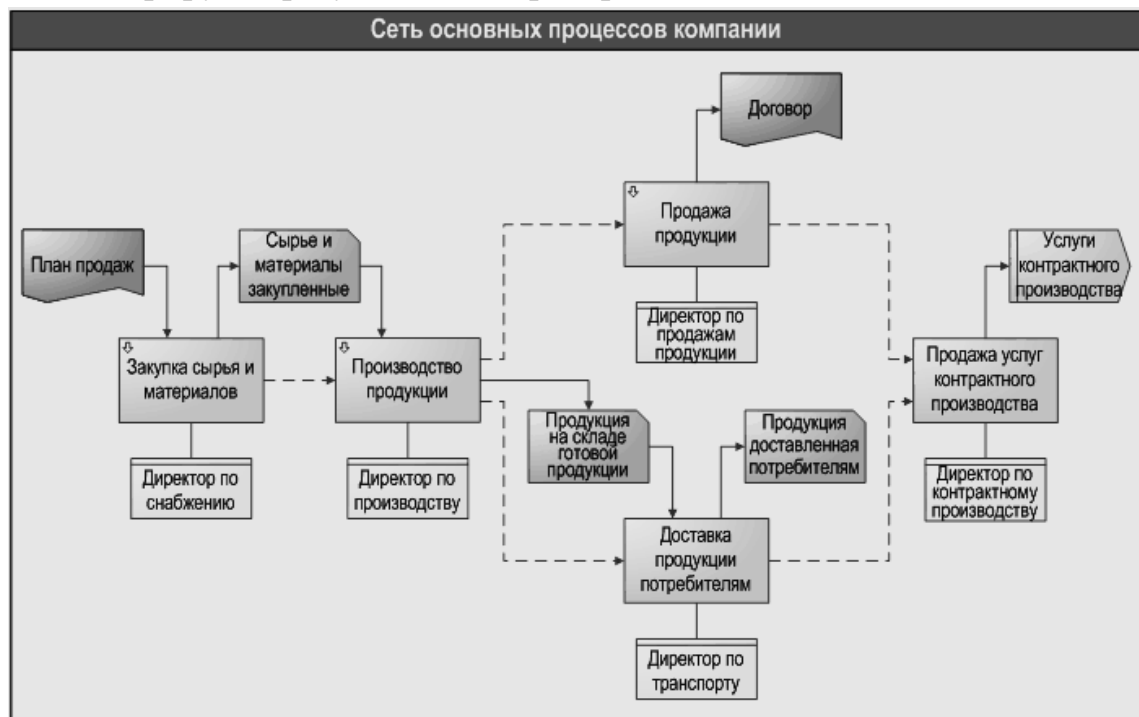 Сеть основных процессов компании
Договор
Продажа
продукции
План продаж
Сырье и
материалы
закупленные
Услуги
контрактного
производства
Директор по
продажам
продукции
Закупка сырья и
материалов
Производство
продукции
Продажа услуг
контрактного
производства
Продукция
на складе
готовой
продукции
Продукция
доставленная
потребителям
Директор по
снабжению
Директор по
производству
Директор по
контрактному
производству
Доставка
продукции
потребителям
Директор по
транспорту